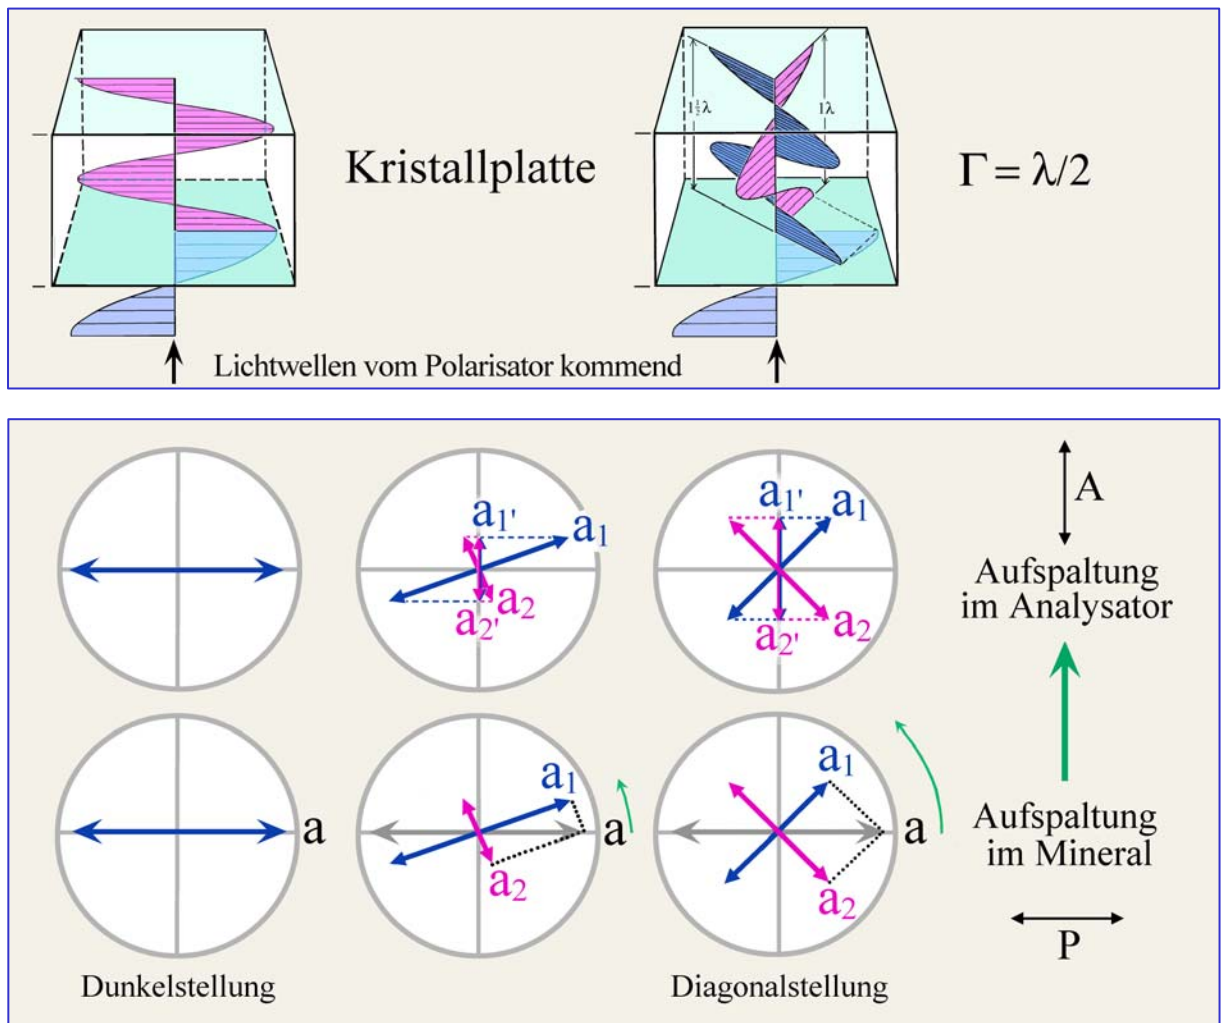 1½λ
1λ
Kristallplatte
Γ = λ/2
Lichtwellen vom Polarisator kommend
a1'
a1
a2
a2'
a1'
a1
a2'
a2
A
Aufspaltung
im Analysator
a
a1
a
a2
a1
a
a2
Aufspaltung
im Mineral
P
Dunkelstellung
Diagonalstellung